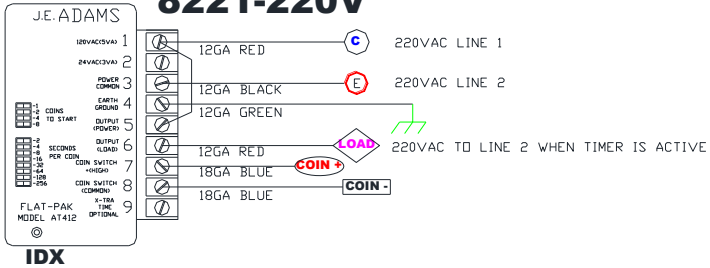 8221-220V
J.E. ADAMS
120VAC(5VA) 1
24VAC(3VA) 2
POWER COMMON 3
EARTH GROUND 4
OUTPUT (POWER) 5
OUTPUT (LOAD) 6
COIN SWITCH +(HIGH) 7
COIN SWITCH (COMMON) 8
X-TRA TIME OPTIONAL 9
-1
-2
-4
-8
COINS TO START
-2
-4
-8
-16
-32
-64
-128
-256
SECONDS PER COIN
FLAT-PAK
MODEL AT412
IDX
12GA RED
C
220VAC LINE 1
12GA BLACK
E
220VAC LINE 2
12GA GREEN
12GA RED
LOAD
220VAC TO LINE 2 WHEN TIMER IS ACTIVE
18GA BLUE
COIN +
18GA BLUE
COIN -